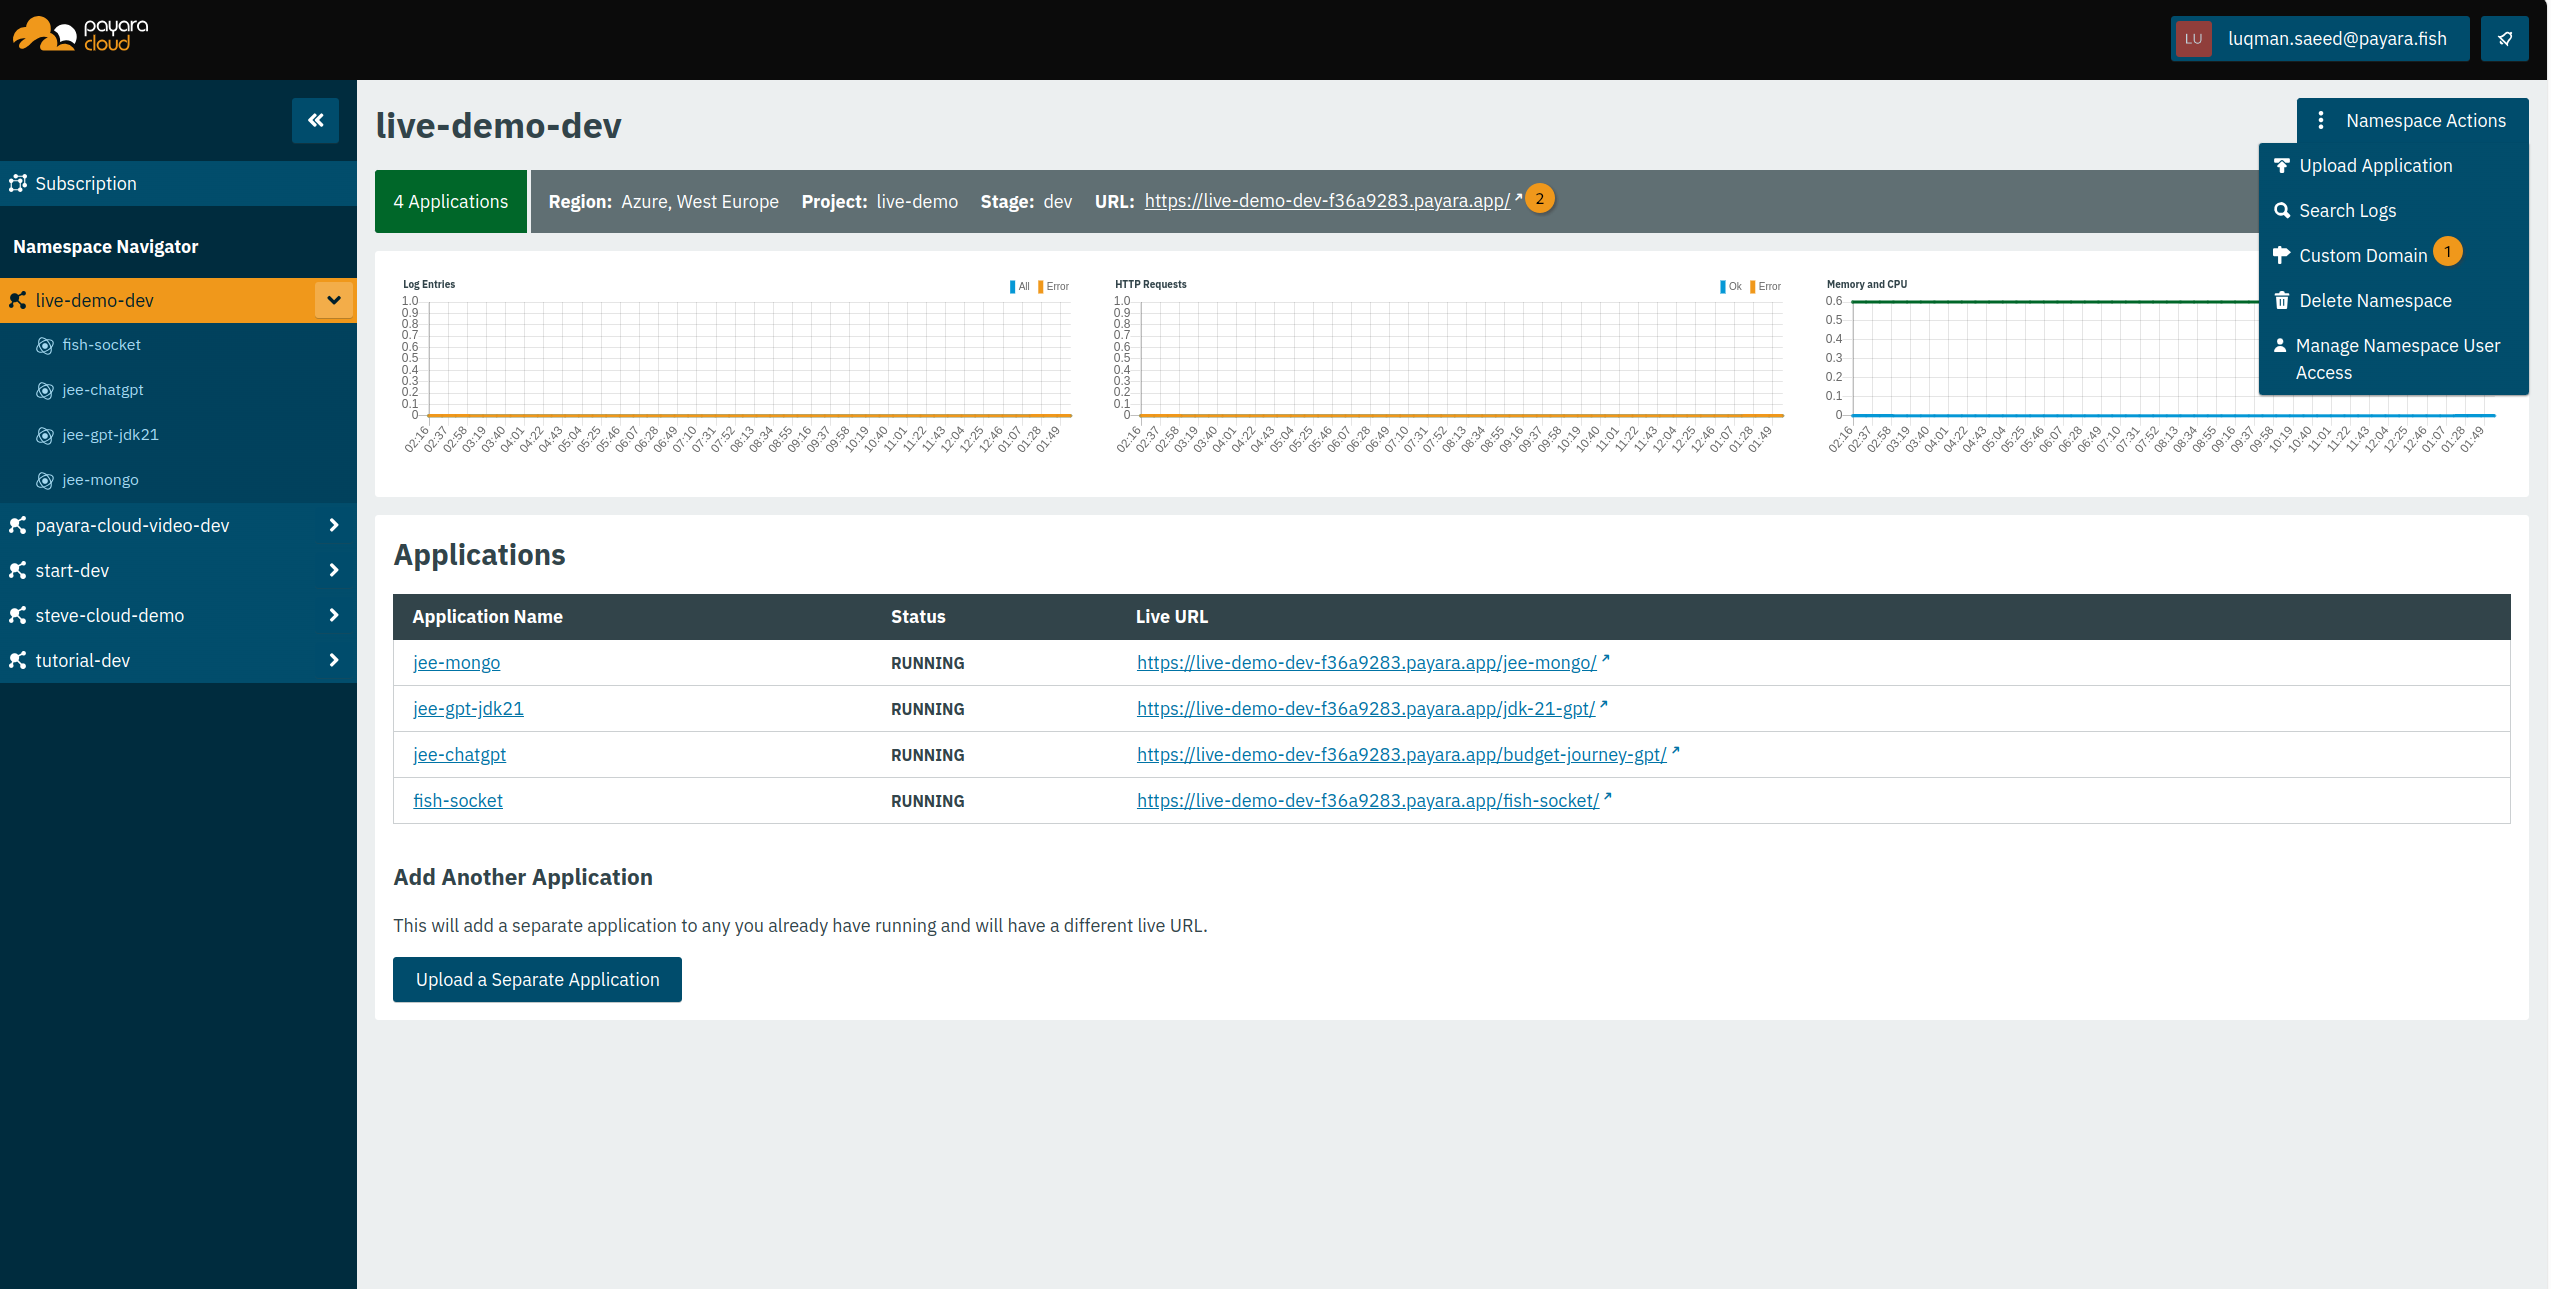 payara
cloud
LU luqman.saeed@payara.fish
Subscription
Namespace Navigator
live-demo-dev
fish-socket
jee-chatgpt
jee-gpt-jdk21
jee-mongo
payara-cloud-video-dev
start-dev
steve-cloud-demo
tutorial-dev
live-demo-dev
Namespace Actions
Upload Application
Search Logs
Custom Domain 1
Delete Namespace
Manage Namespace User
Access
4 Applications
Region: Azure, West Europe Project: live-demo Stage: dev URL: https://live-demo-dev-f36a9283.payara.app/ 2
Log Entries
All Error
1.0
0.9
0.8
0.7
0.6
0.5
0.4
0.3
0.2
0.1
0
02:16 02:37 02:58 03:19 03:40 04:01 04:22 04:43 05:04 05:25 05:46 06:07 06:28 06:49 07:10 07:31 07:52 08:13 08:34 08:55 09:16 09:37 09:58 10:19 10:40 11:01 11:22 11:43 12:04 12:25 12:46 01:07 01:28 01:49
HTTP Requests
Ok Error
1.0
0.9
0.8
0.7
0.6
0.5
0.4
0.3
0.2
0.1
0
02:16 02:37 02:58 03:19 03:40 04:01 04:22 04:43 05:04 05:25 05:46 06:07 06:28 06:49 07:10 07:31 07:52 08:13 08:34 08:55 09:16 09:37 09:58 10:19 10:40 11:01 11:22 11:43 12:04 12:25 12:46 01:07 01:28 01:49
Memory and CPU
0.6
0.5
0.4
0.3
0.2
0.1
0
02:16 02:37 02:58 03:19 03:40 04:01 04:22 04:43 05:04 05:25 05:46 06:07 06:28 06:49 07:10 07:31 07:52 08:13 08:34 08:55 09:16 09:37 09:58 10:19 10:40 11:01 11:22 11:43 12:04 12:25 12:46 01:07 01:28 01:49
Applications
Application Name Status Live URL
jee-mongo RUNNING https://live-demo-dev-f36a9283.payara.app/jee-mongo/
jee-gpt-jdk21 RUNNING https://live-demo-dev-f36a9283.payara.app/jdk-21-gpt/
jee-chatgpt RUNNING https://live-demo-dev-f36a9283.payara.app/budget-journey-gpt/
fish-socket RUNNING https://live-demo-dev-f36a9283.payara.app/fish-socket/
Add Another Application
This will add a separate application to any you already have running and will have a different live URL.
Upload a Separate Application